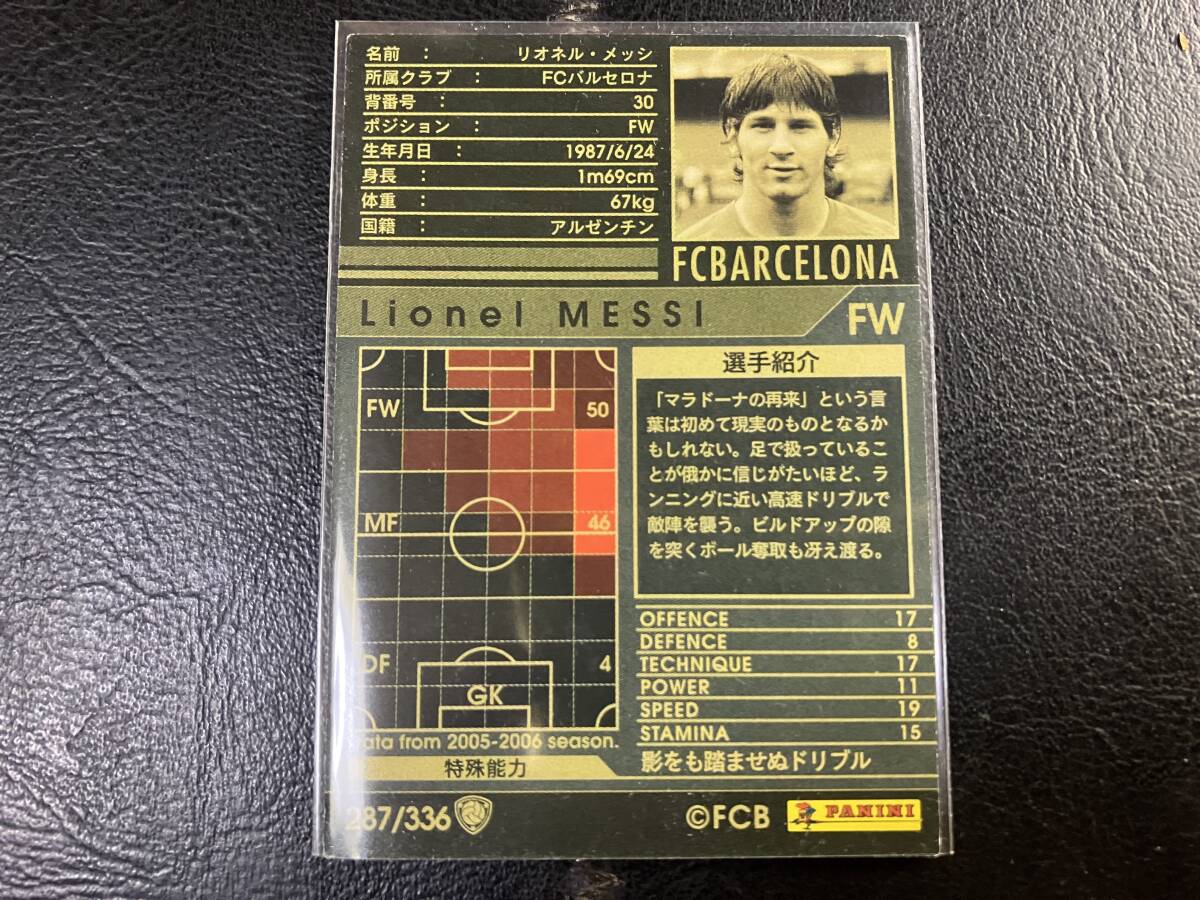 名前 : リオネル・メッシ
所属クラブ : FCバルセロナ
背番号 : 30
ポジション : FW
生年月日 : 1987/6/24
身長 : 1m69cm
体重 : 67kg
国籍 : アルゼンチン
FCBARCELONA
Lionel MESSI
FW
FW 50
MF 46
DF 4
GK
data from 2005-2006 season.
選手紹介
「マラドーナの再来」という言
葉は初めて現実のものとなるか
もしれない。足で扱っているこ
とが俄かに信じがたいほど、ラ
ンニングに近い高速ドリブルで
敵陣を襲う。ビルドアップの隙
を突くボール奪取も冴え渡る。
OFFENCE 17
DEFENCE 8
TECHNIQUE 17
POWER 11
SPEED 19
STAMINA 15
特殊能力
影をも踏ませぬドリブル
287/336
©FCB
PANINI